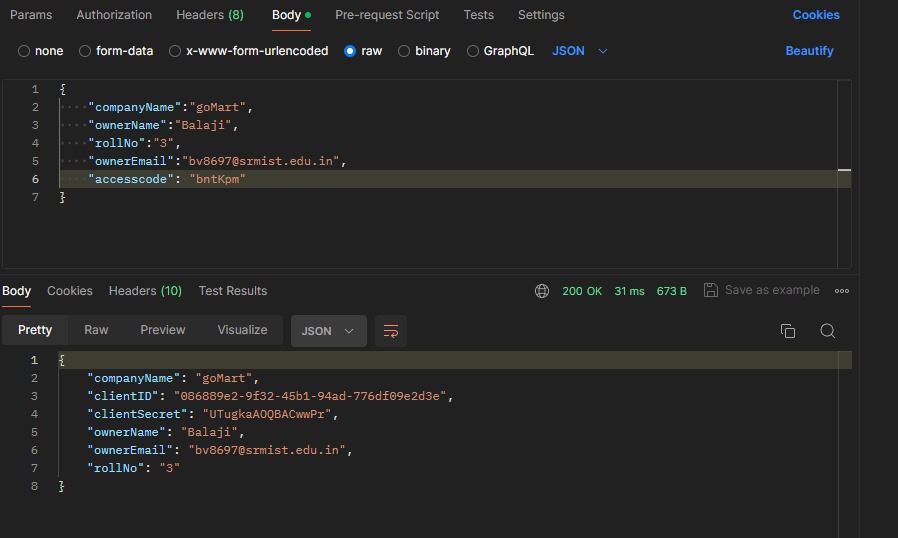 Params Authorization Headers (8) Body Pre-request Script Tests Settings Cookies
none form-data x-www-form-urlencoded raw binary GraphQL JSON Beautify
1 {
2 "companyName":"goMart",
3 "ownerName":"Balaji",
4 "rollNo":"3",
5 "ownerEmail":"bv8697@srmist.edu.in",
6 "accesscode": "bntKpm"
7 }
Body Cookies Headers (10) Test Results 200 OK 31 ms 673 B Save as example
Pretty Raw Preview Visualize JSON
1 {
2 "companyName": "goMart",
3 "clientID": "086889e2-9f32-45b1-94ad-776df09e2d3e",
4 "clientSecret": "UTugkaAOQBACwwPr",
5 "ownerName": "Balaji",
6 "ownerEmail": "bv8697@srmist.edu.in",
7 "rollNo": "3"
8 }